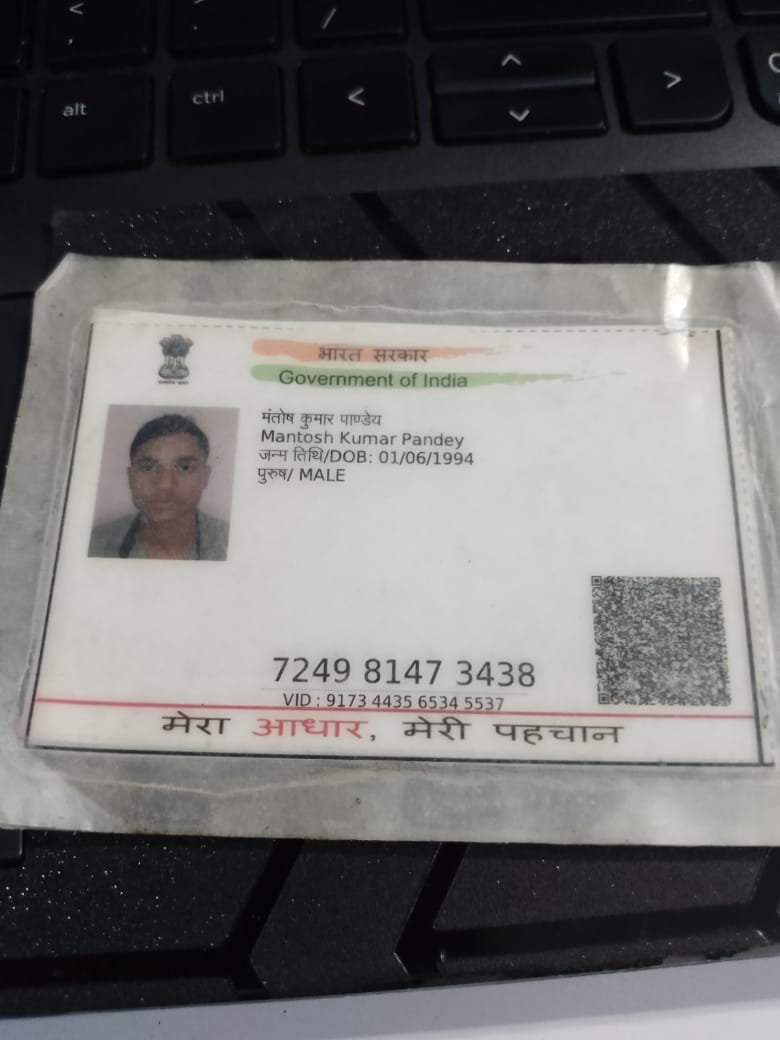 alt
ctrl
भारत सरकार
Government of India
मंतोष कुमार पाण्डेय
Mantosh Kumar Pandey
जन्म तिथि/DOB: 01/06/1994
पुरुष/ MALE
7249 8147 3438
VID : 9173 4435 6534 5537
मेरा आधार, मेरी पहचान